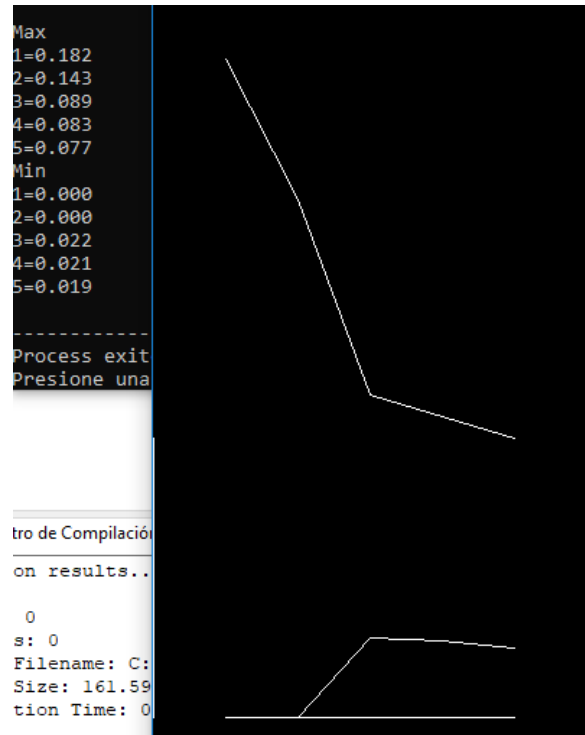 Max
1=0.182
2=0.143
3=0.089
4=0.083
5=0.077
Min
1=0.000
2=0.000
3=0.022
4=0.021
5=0.019
------------
Process exit
Presione una
tro de Compilación
on results..
0
s: 0
Filename: C:
Size: 161.59
tion Time: 0